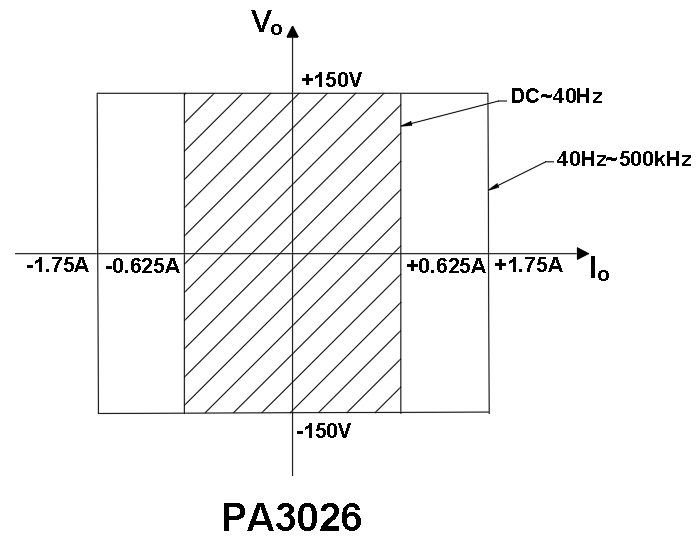 Vo
+150V
DC~40Hz
40Hz~500kHz
-1.75A -0.625A +0.625A +1.75A Io
-150V
PA3026